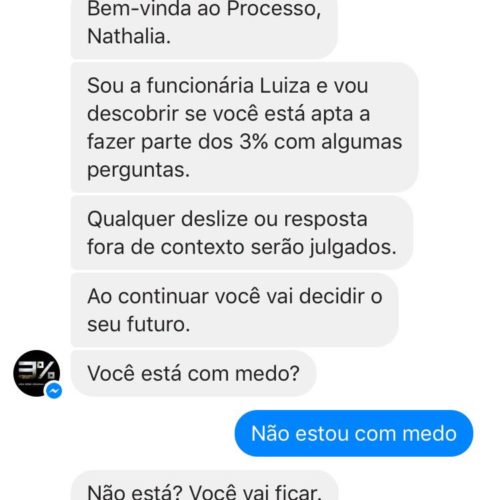 Bem-vinda ao Processo,
Nathalia.
Sou a funcionária Luiza e vou
descobrir se você está apta a
fazer parte dos 3% com algumas
perguntas.
Qualquer deslize ou resposta
fora de contexto serão julgados.
Ao continuar você vai decidir o
seu futuro.
3%
Você está com medo?
Não estou com medo
Não está? Você vai ficar.